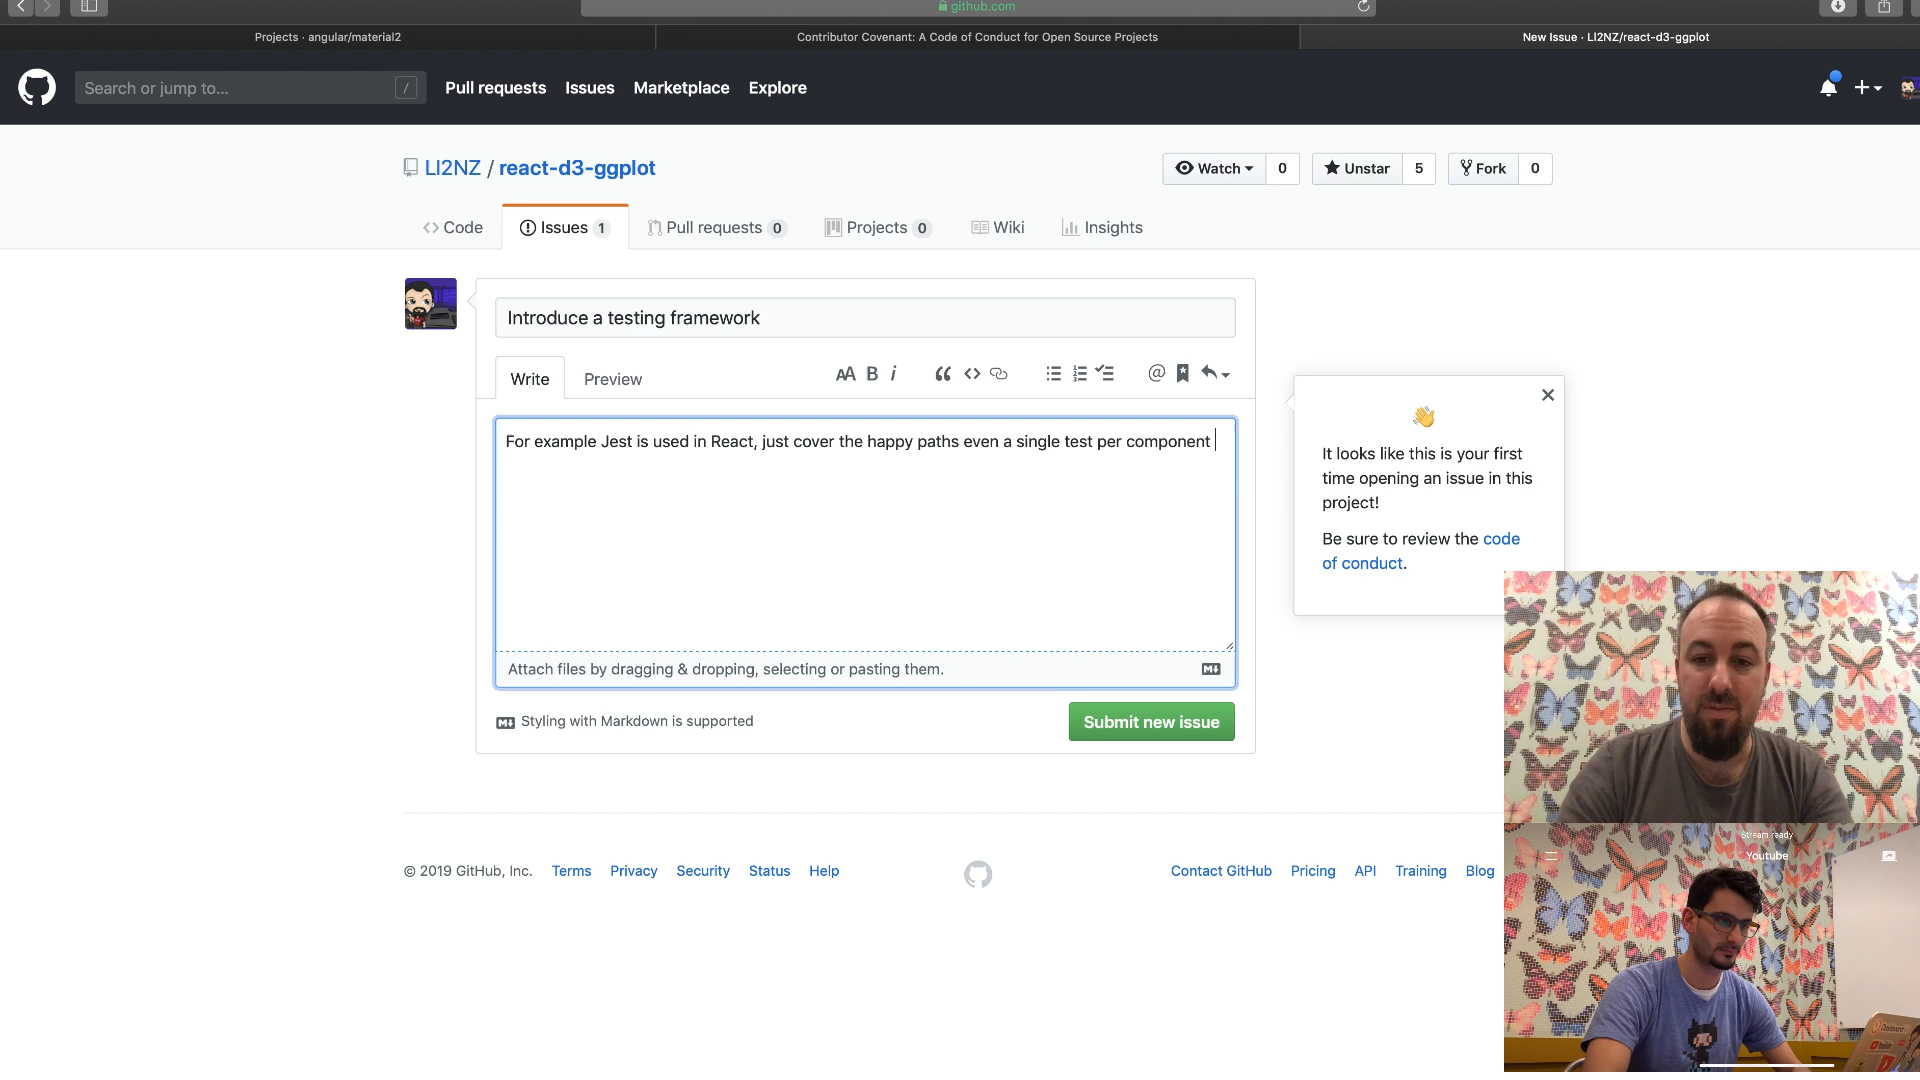 github.com
Projects · angular/material2
Contributor Covenant: A Code of Conduct for Open Source Projects
New Issue · LI2NZ/react-d3-ggplot
Search or jump to...
/
Pull requests
Issues
Marketplace
Explore
LI2NZ / react-d3-ggplot
Watch 0
Unstar 5
Fork 0
Code
Issues 1
Pull requests 0
Projects 0
Wiki
Insights
Introduce a testing framework
Write
Preview
For example Jest is used in React, just cover the happy paths even a single test per component
Attach files by dragging & dropping, selecting or pasting them.
Styling with Markdown is supported
Submit new issue
It looks like this is your first
time opening an issue in this
project!
Be sure to review the code
of conduct.
Stream ready
Youtube
© 2019 GitHub, Inc.
Terms
Privacy
Security
Status
Help
Contact GitHub
Pricing
API
Training
Blog